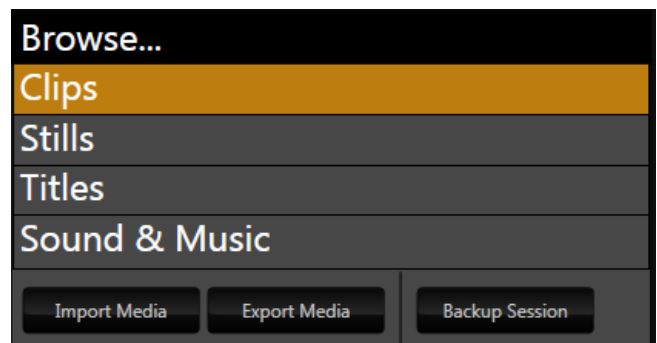 Browse...
Clips
Stills
Titles
Sound & Music
Import Media Export Media Backup Session